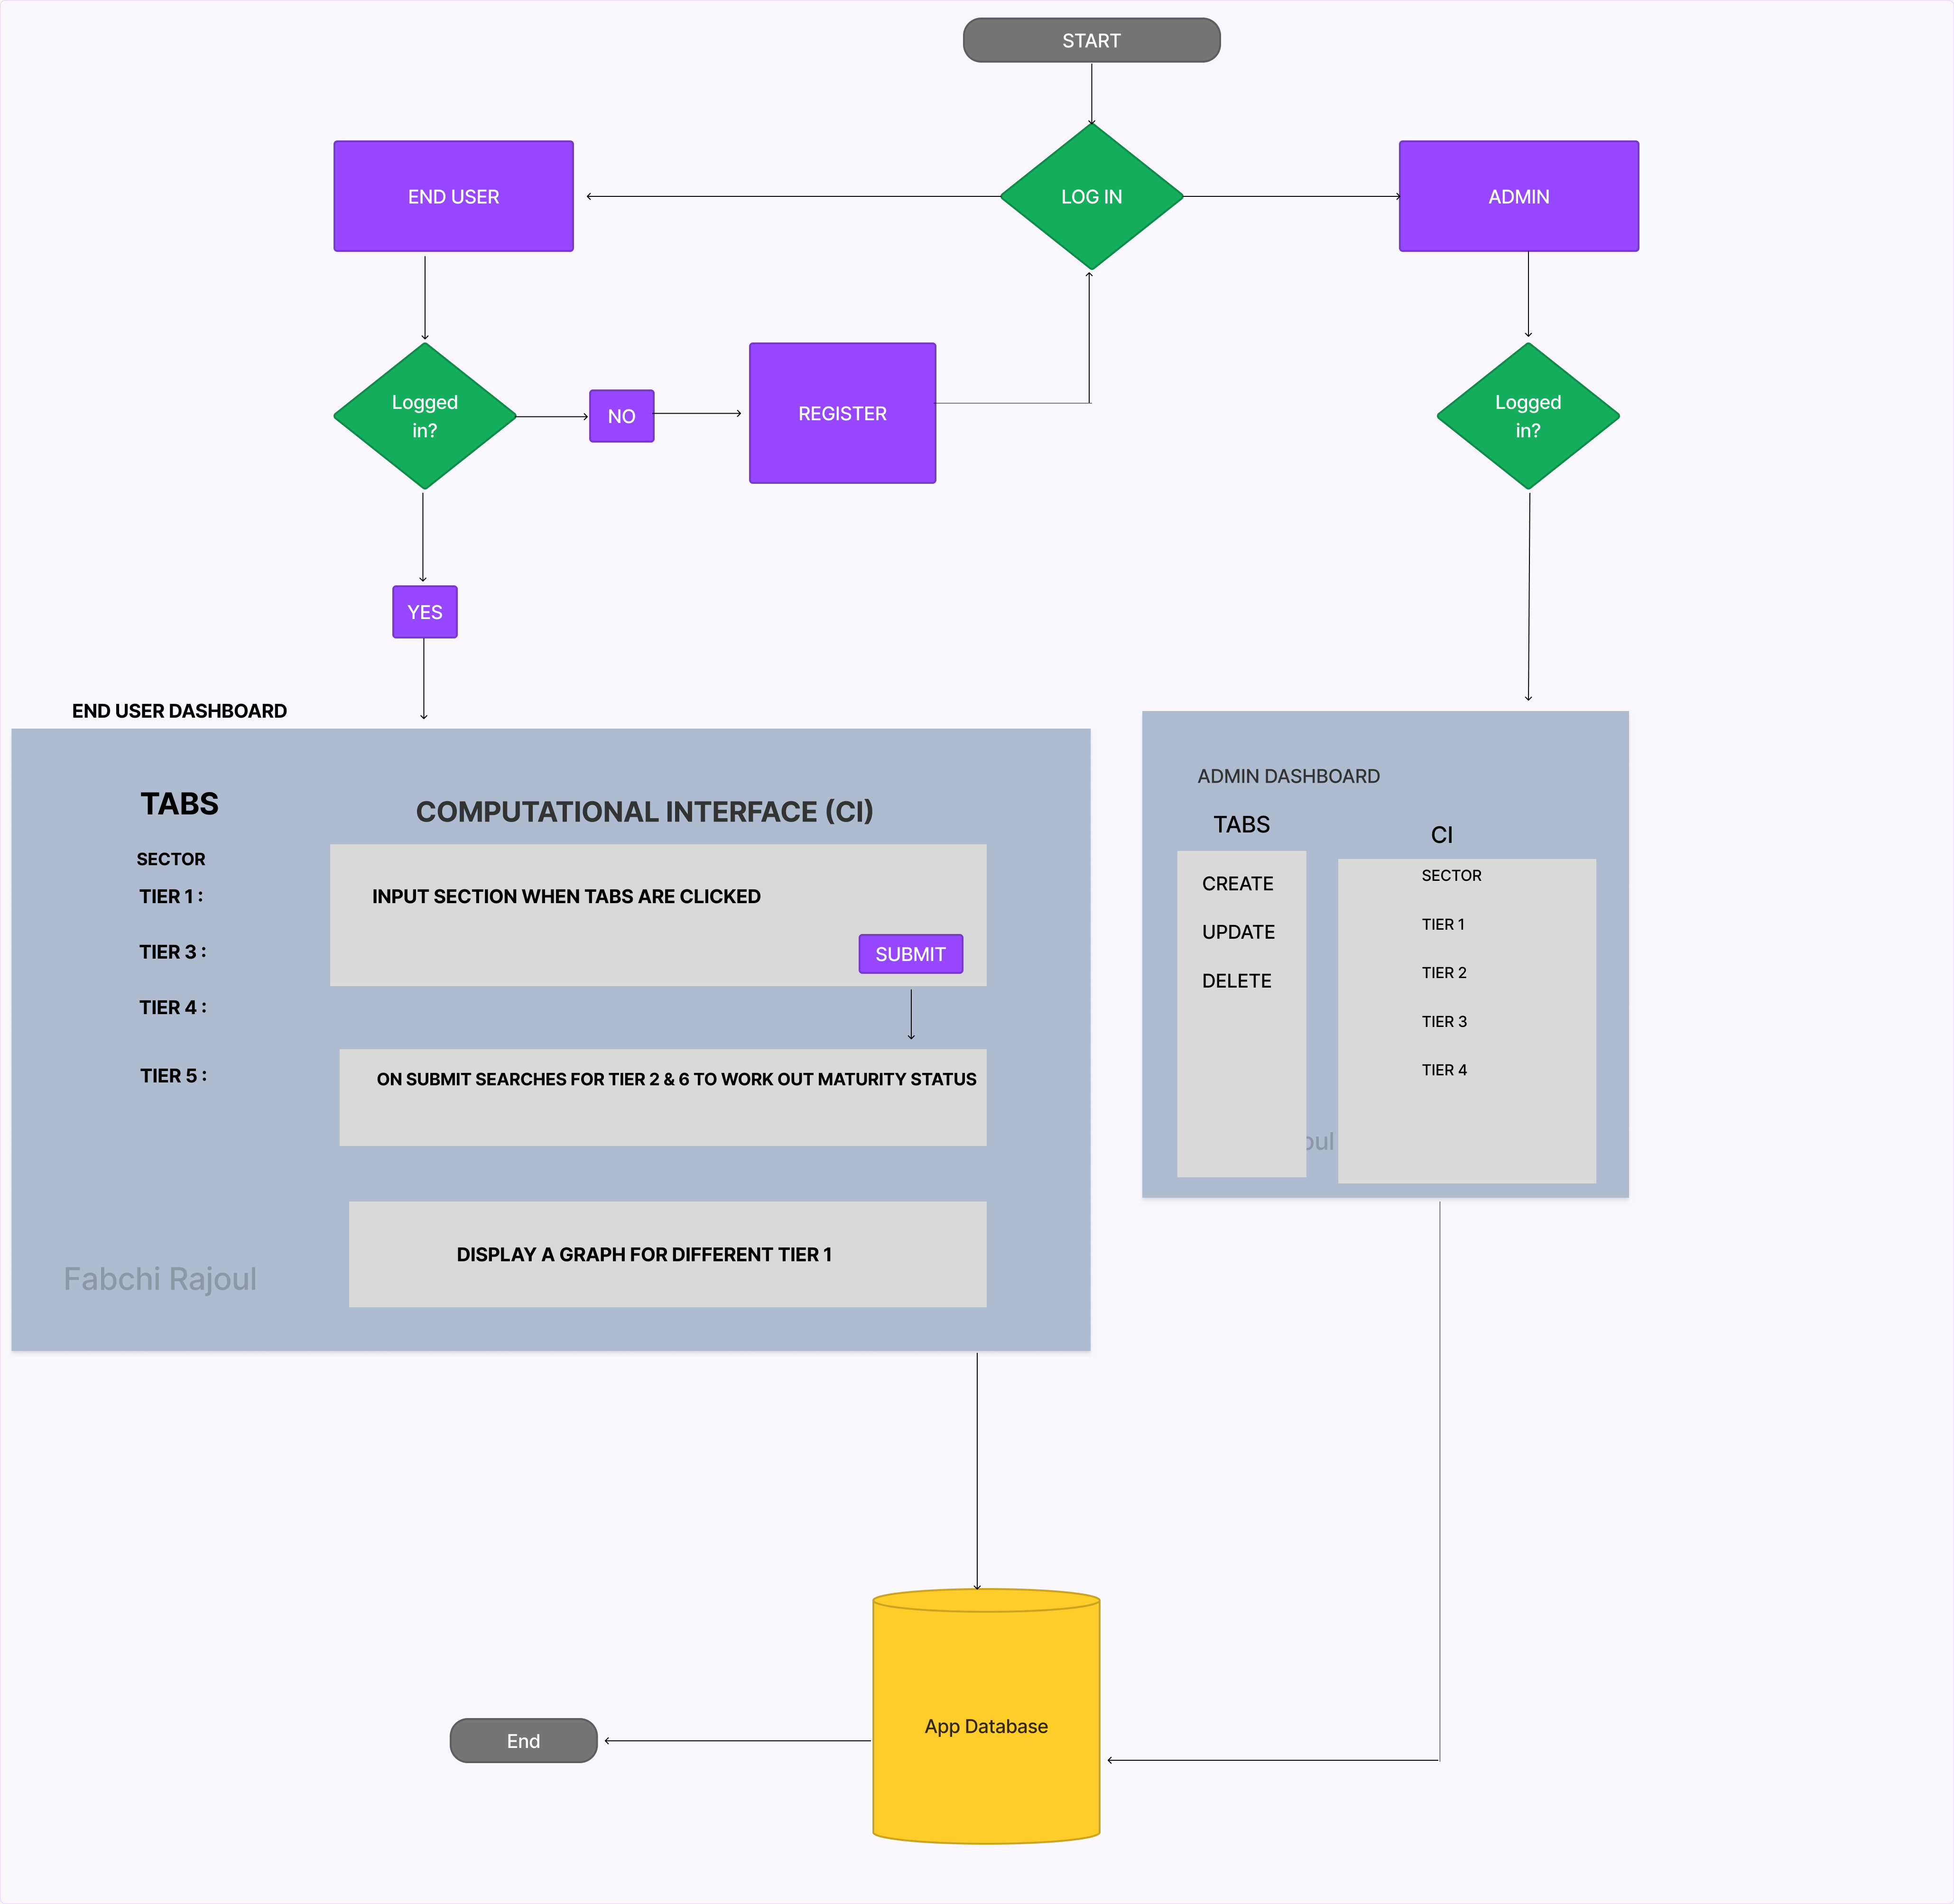 START
END USER
LOG IN
ADMIN
Logged
in?
NO
REGISTER
Logged
in?
YES
END USER DASHBOARD
TABS
SECTOR
TIER 1 :
TIER 3 :
TIER 4 :
TIER 5 :
COMPUTATIONAL INTERFACE (CI)
INPUT SECTION WHEN TABS ARE CLICKED
SUBMIT
ON SUBMIT SEARCHES FOR TIER 2 & 6 TO WORK OUT MATURITY STATUS
DISPLAY A GRAPH FOR DIFFERENT TIER 1
Fabchi Rajoul
ADMIN DASHBOARD
TABS
CREATE
UPDATE
DELETE
CI
SECTOR
TIER 1
TIER 2
TIER 3
TIER 4
App Database
End